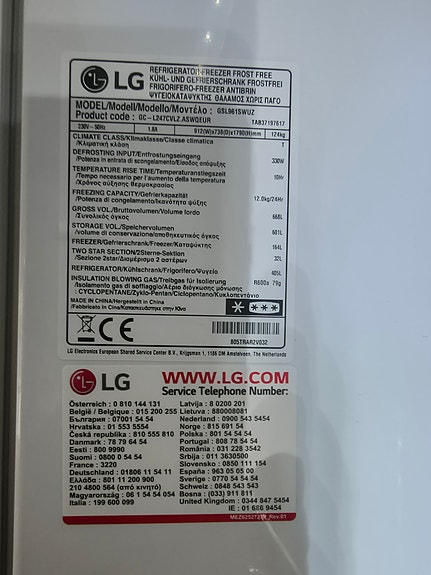 LG
REFRIGERATOR-FREEZER FROST FREE
KÜHL- UND GEFRIERSCHRANK FROSTFREI
FRIGORIFERO-FREEZER ANTIBRIN
ΨΥΓΕΙΟΚΑΤΑΨΥΚΤΗΣ ΘΑΛΑΜΟΣ ΧΩΡΙΣ ΠΑΓΟ
MODEL/Modell/Modello/Μοντέλο: GSL961SWUZ
Product code: GC-L247CVLZ.ASWQEUR TAB37197617
230V~50Hz 1.8A 912(W)x738(D)x1790(H)mm 124kg
CLIMATE CLASS/Klimaklasse/Classe climatica
/Κλιματική κλάση T
DEFROSTING INPUT/Entfrostungseingang
/Potenza in entrata di scongelamento/Είσοδος απόψυξης 330W
TEMPERATURE RISE TIME/Temperaturanstiegszeit
/Tempo necessario per l'aumento della temperatura 10Hr
/Χρόνος αύξησης θερμοκρασίας
FREEZING CAPACITY/Gefrierkapazität
/Potenza di congelamento/Ικανότητα ψύξης 12.0kg/24Hr
GROSS VOL./Bruttovolumen/Volume lordo
/Συνολικός όγκος 668L
STORAGE VOL./Speichervolumen
/volume di conservazione/αποθηκευτικός όγκος 601L
FREEZER/Gefrierschrank/Freezer/Καταψύκτης 164L
TWO STAR SECTION/2Sterne-Sektion
/Sezione 2star/Διαμέρισμα 2 αστέρων 32L
REFRIGERATOR/Kühlschrank/Frigorifero/Ψυγείο 405L
INSULATION BLOWING GAS/Treibgas für Isolierung R600a 79g
/Isolamento gas di soffiaggio/Αέριο διόγκωσης μόνωσης
: CYCLOPENTANE/Zyklo-Pentan/Ciclopentano/Κυκλοπεντάνιο
MADE IN CHINA/Hergestellt in China
/Fabbricato in Cina/Κατασκευάστηκε στην Κίνα
CE
805TRAR2V032
LG Electronics European Shared Service Center B.V., Krijgsman 1, 1186 DM Amstelveen, The Netherlands
LG WWW.LG.COM
Service Telephone Number:
Österreich : 0 810 144 131 Latvija : 8 0200 201
België / Belgique : 015 200 255 Lietuva : 880008081
България : 07001 54 54 Nederland : 0900 543 5454
Hrvatska : 01 553 5554 Norge : 815 691 54
Česká republika : 810 555 810 Polska : 801 54 54 54
Danmark : 78 79 64 54 Portugal : 808 78 54 54
Eesti : 800 9990 România : 031 228 3542
Suomi : 0800 0 54 54 Srbija : 011 3630500
France : 3220 Slovensko : 0850 111 154
Deutschland : 01806 11 54 11 España : 963 05 05 00
Ελλάδα : 801 11 200 900 Sverige : 0770 54 54 54
210 4800 564 (από κινητό) Schweiz : 0848 543 543
Magyarország : 06 1 54 54 054 Bosna : (033) 911 811
Italia : 199 600 099 United Kingdom : 0344 847 5454
IE : 01 686 9454